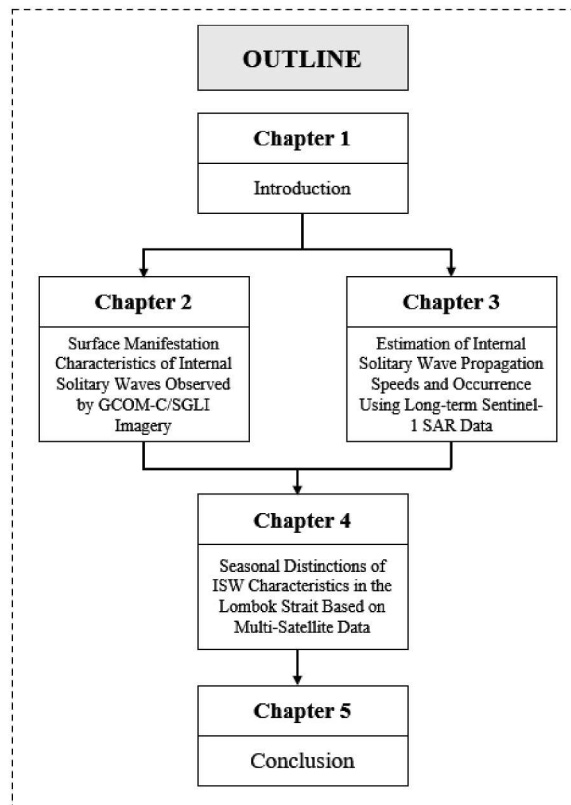 OUTLINE
Chapter 1
Introduction
Chapter 2
Surface Manifestation
Characteristics of Internal
Solitary Waves Observed
by GCOM-C/SGLI
Imagery
Chapter 3
Estimation of Internal
Solitary Wave Propagation
Speeds and Occurrence
Using Long-term Sentinel-
1 SAR Data
Chapter 4
Seasonal Distinctions of
ISW Characteristics in the
Lombok Strait Based on
Multi-Satellite Data
Chapter 5
Conclusion